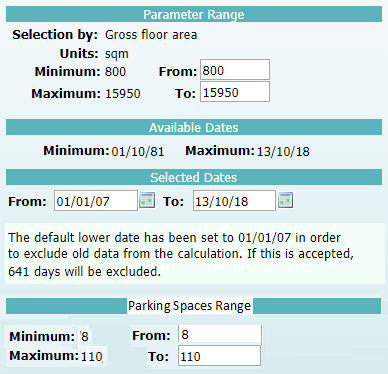 Parameter Range
Selection by: Gross floor area
Units: sqm
Minimum: 800 From: 800
Maximum: 15950 To: 15950
Available Dates
Minimum: 01/10/81 Maximum: 13/10/18
Selected Dates
From: 01/01/07 To: 13/10/18
The default lower date has been set to 01/01/07 in order
to exclude old data from the calculation. If this is accepted,
641 days will be excluded.
Parking Spaces Range
Minimum: 8 From: 8
Maximum: 110 To: 110